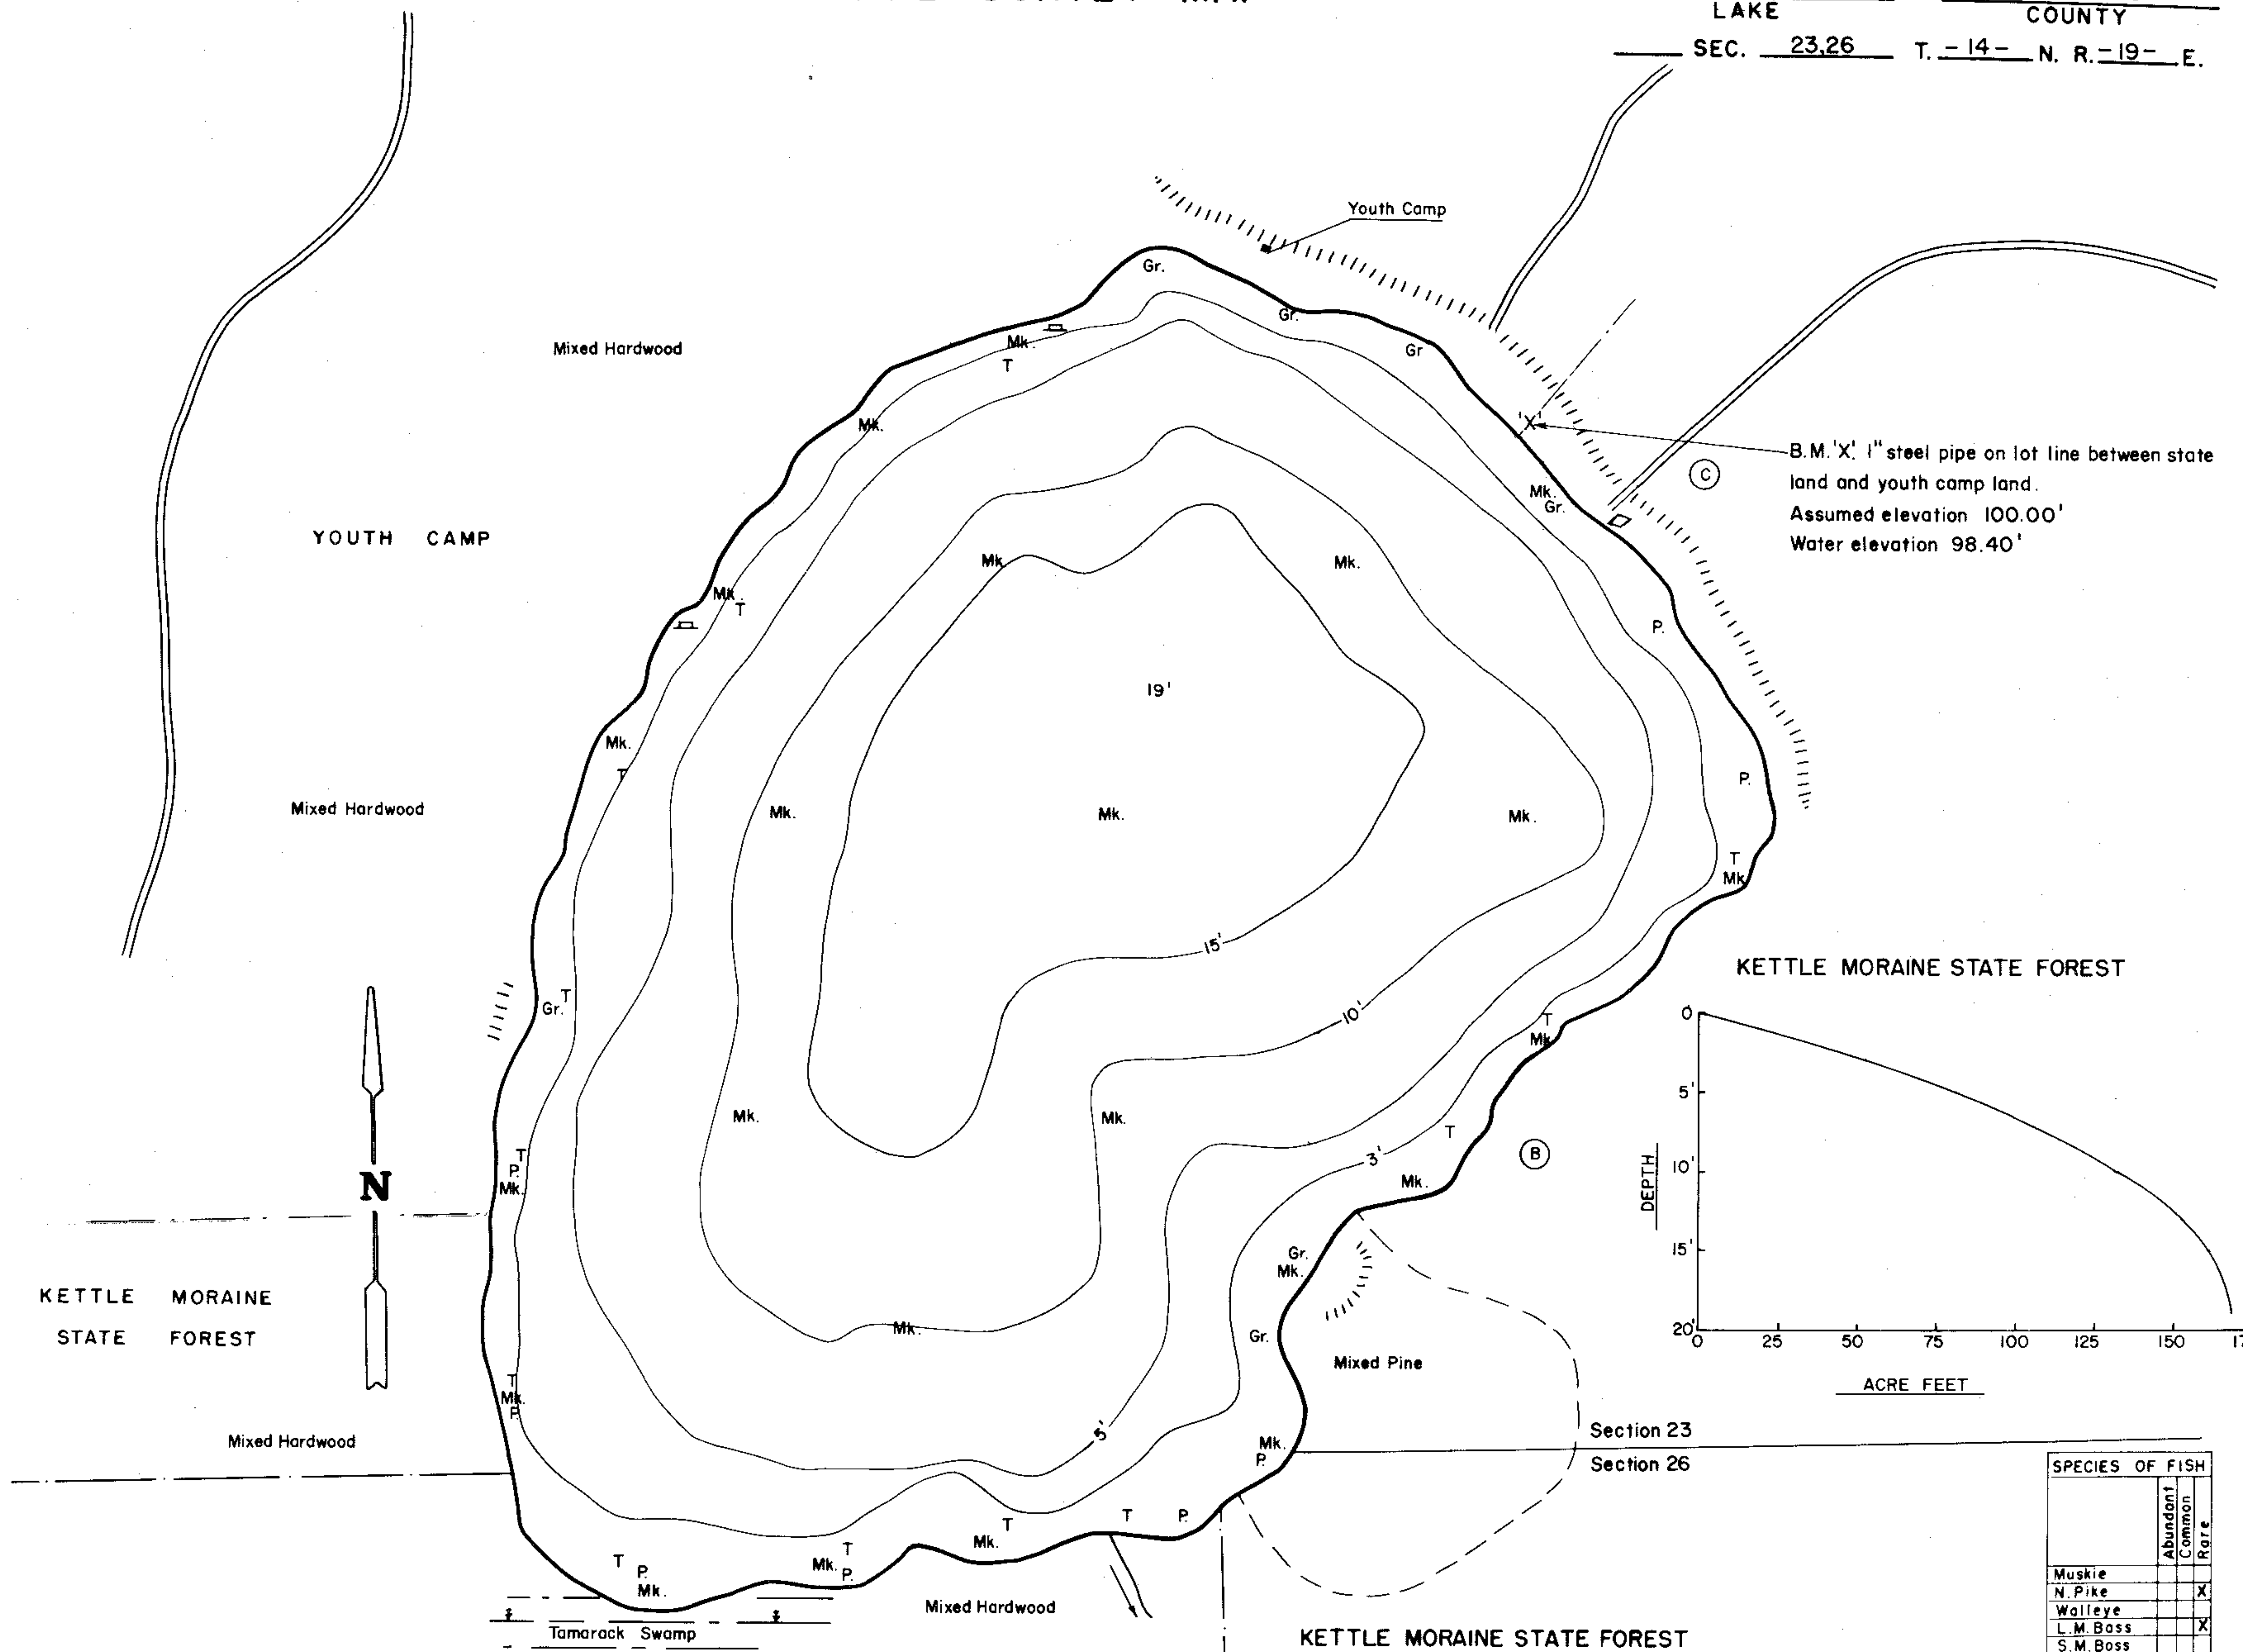 LAKE COUNTY
SEC. 23,26 T. -14- N. R. -19- E.
Youth Camp
Gr.
Gr.
Mixed Hardwood
Mk.
T
Gr
Mk.
'X'
B.M. 'X'. 1" steel pipe on lot line between state
land and youth camp land.
Assumed elevation 100.00'
Water elevation 98.40'
C
Mk.
Gr.
YOUTH CAMP
Mk.
Mk.
Mk.
T
P.
19'
Mk.
T
P.
Mixed Hardwood
Mk.
Mk.
Mk.
T
Mk.
15'
KETTLE MORAINE STATE FOREST
Gr.
T
10'
T
Mk.
Mk.
Mk.
T
3'
B
T
P.
Mk.
Mk.
N
KETTLE MORAINE
STATE FOREST
Gr.
Mk.
Mk.
Gr.
Mixed Pine
T
Mk.
P.
Mixed Hardwood
5'
Mk.
P.
0'
5'
10'
15'
20'
DEPTH
0 25 50 75 100 125 150
ACRE FEET
Section 23
Section 26
T
P.
Mk.
T
Mk.
P.
T
Mk.
T
P.
Mixed Hardwood
Tamarack Swamp
KETTLE MORAINE STATE FOREST
SPECIES OF FISH
Abundant
Common
Rare
Muskie
N. Pike X
Walleye
L.M. Bass X
S.M. Bass